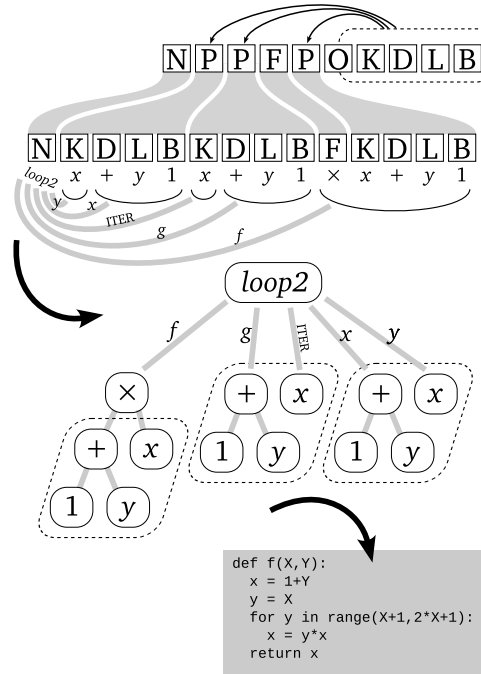 N P P F P O K D L B
N K D L B K D L B F K D L B
loop2 x + y 1 x + y 1 × x + y 1
y x ITER g f
loop2
f g ITER x y
× + x + x
+ x 1 y 1 y
1 y
def f(X,Y):
x = 1+Y
y = X
for y in range(X+1,2*X+1):
x = y*x
return x